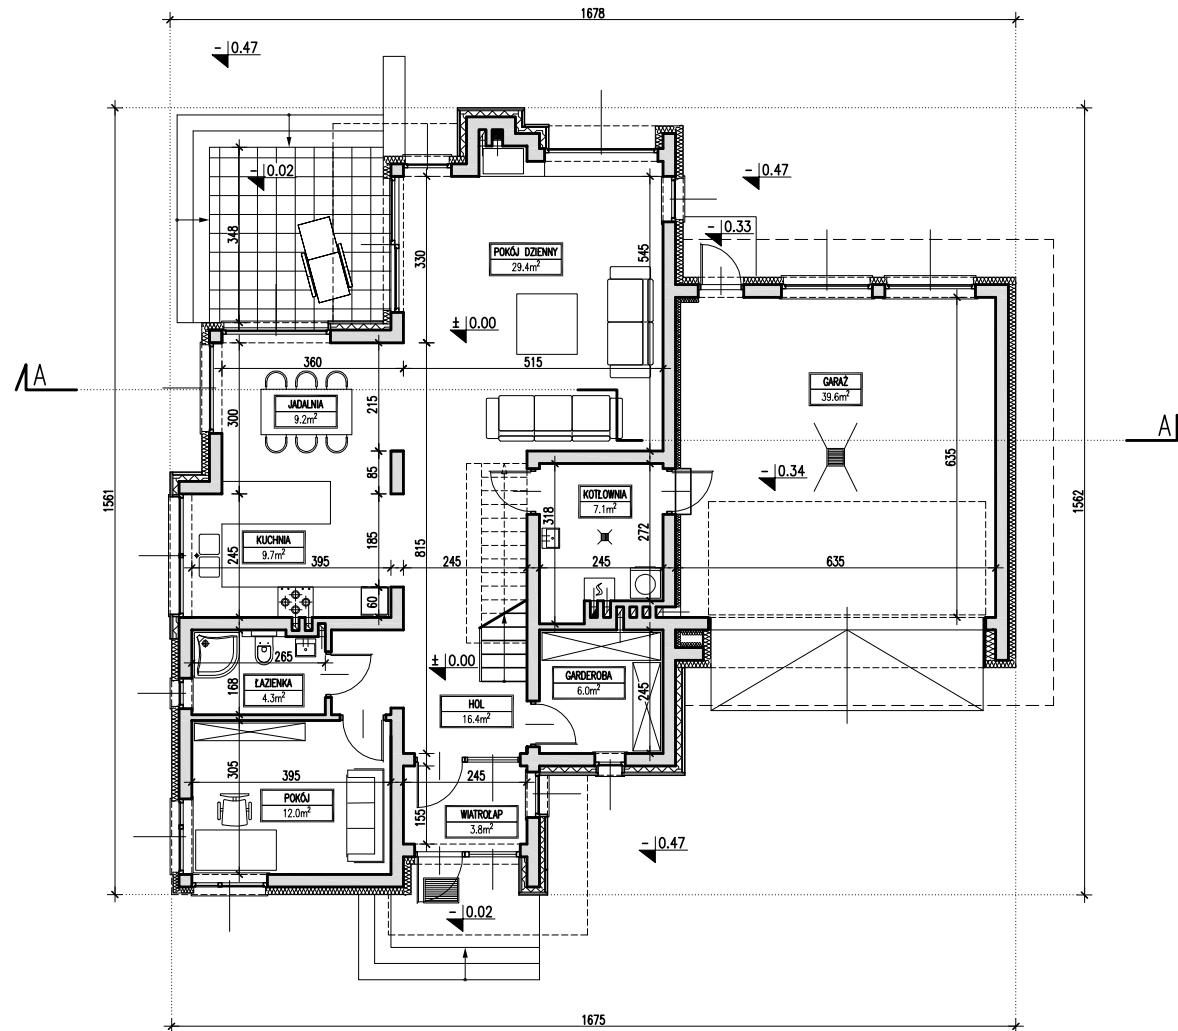 1678
- 0.47
- 0.02
- 0.47
- 0.33
348
330
POKÓJ DZIENNY
29.4m²
545
± 0.00
A
360
515
GARAŻ
39.6m²
JADALNIA
9.2m²
300
215
A
635
85
- 0.34
1561
1562
KOTŁOWNIA
7.1m²
318
272
KUCHNIA
9.7m²
245
185
815
395
245
245
635
60
265
± 0.00
168
ŁAZIENKA
4.3m²
GARDEROBA
6.0m²
245
HOL
16.4m²
305
395
245
POKÓJ
12.0m²
155
WIATROŁAP
3.8m²
- 0.47
- 0.02
1675